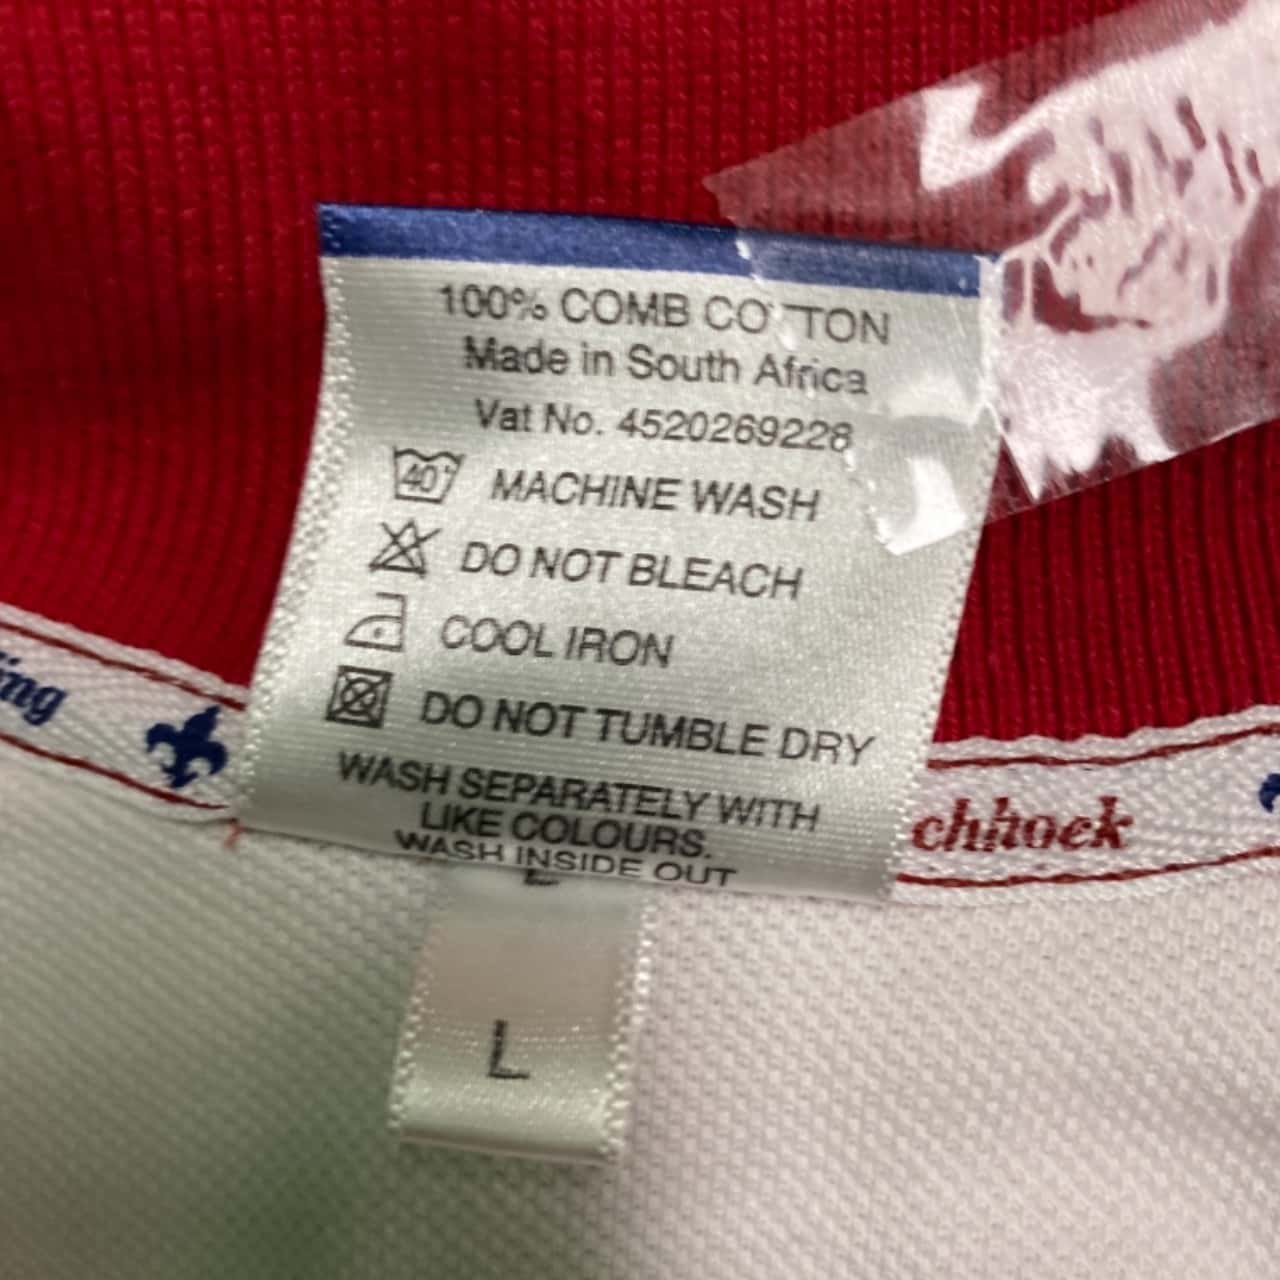 100% COMB COTTON
Made in South Africa
Vat No. 4520269228
40° MACHINE WASH
DO NOT BLEACH
COOL IRON
DO NOT TUMBLE DRY
WASH SEPARATELY WITH
LIKE COLOURS.
WASH INSIDE OUT
L
ing
chhoek